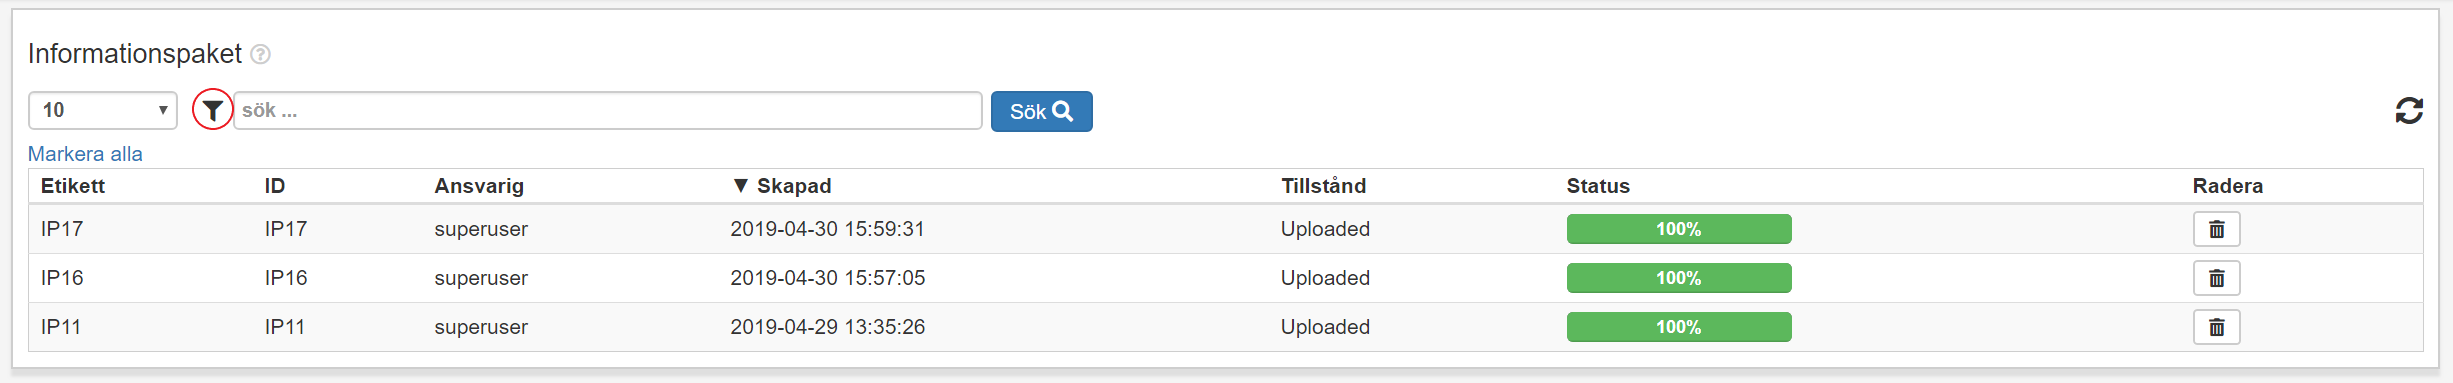 Informationspaket
10 sök ... Sök
Markera alla
Etikett ID Ansvarig ▼ Skapad Tillstånd Status Radera
IP17 IP17 superuser 2019-04-30 15:59:31 Uploaded 100%
IP16 IP16 superuser 2019-04-30 15:57:05 Uploaded 100%
IP11 IP11 superuser 2019-04-29 13:35:26 Uploaded 100%